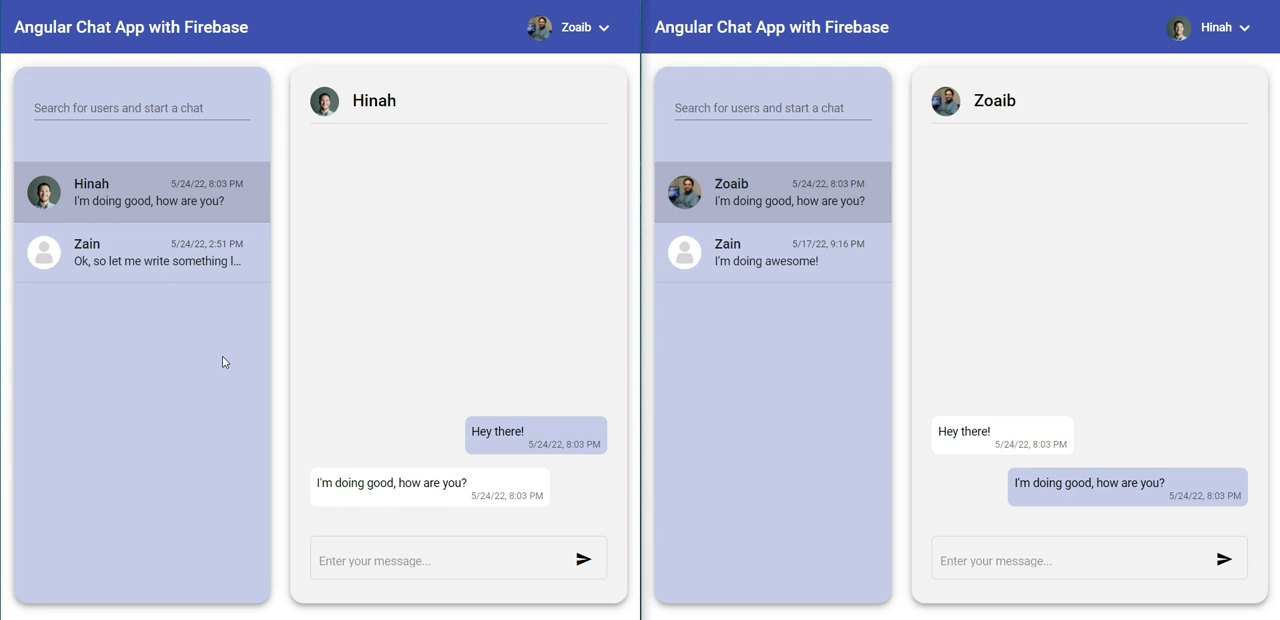 Angular Chat App with Firebase
Zoaib
Search for users and start a chat
Hinah
5/24/22, 8:03 PM
I'm doing good, how are you?
Zain
5/24/22, 2:51 PM
Ok, so let me write something l...
Hinah
Hey there!
5/24/22, 8:03 PM
I'm doing good, how are you?
5/24/22, 8:03 PM
Enter your message...
Angular Chat App with Firebase
Hinah
Search for users and start a chat
Zoaib
5/24/22, 8:03 PM
I'm doing good, how are you?
Zain
5/17/22, 9:16 PM
I'm doing awesome!
Zoaib
Hey there!
5/24/22, 8:03 PM
I'm doing good, how are you?
5/24/22, 8:03 PM
Enter your message...